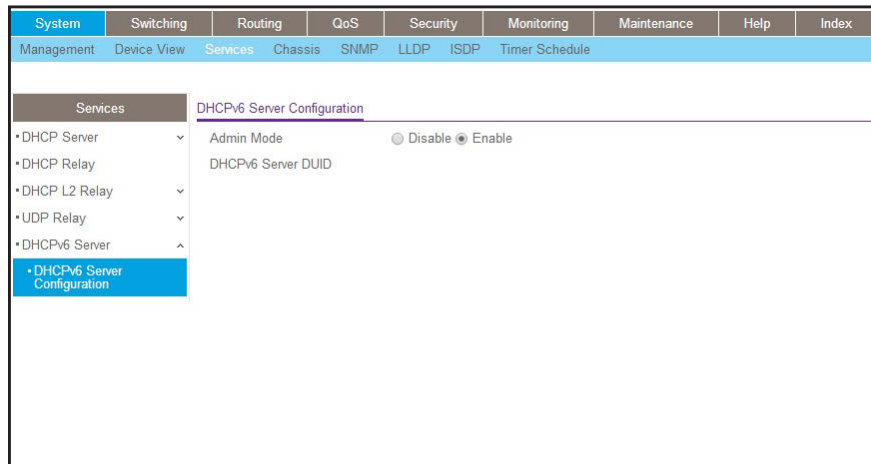 System Switching Routing QoS Security Monitoring Maintenance Help Index
Management Device View Services Chassis SNMP LLDP ISDP Timer Schedule
Services
• DHCP Server
• DHCP Relay
• DHCP L2 Relay
• UDP Relay
• DHCPv6 Server
• DHCPv6 Server
Configuration
DHCPv6 Server Configuration
Admin Mode Disable Enable
DHCPv6 Server DUID